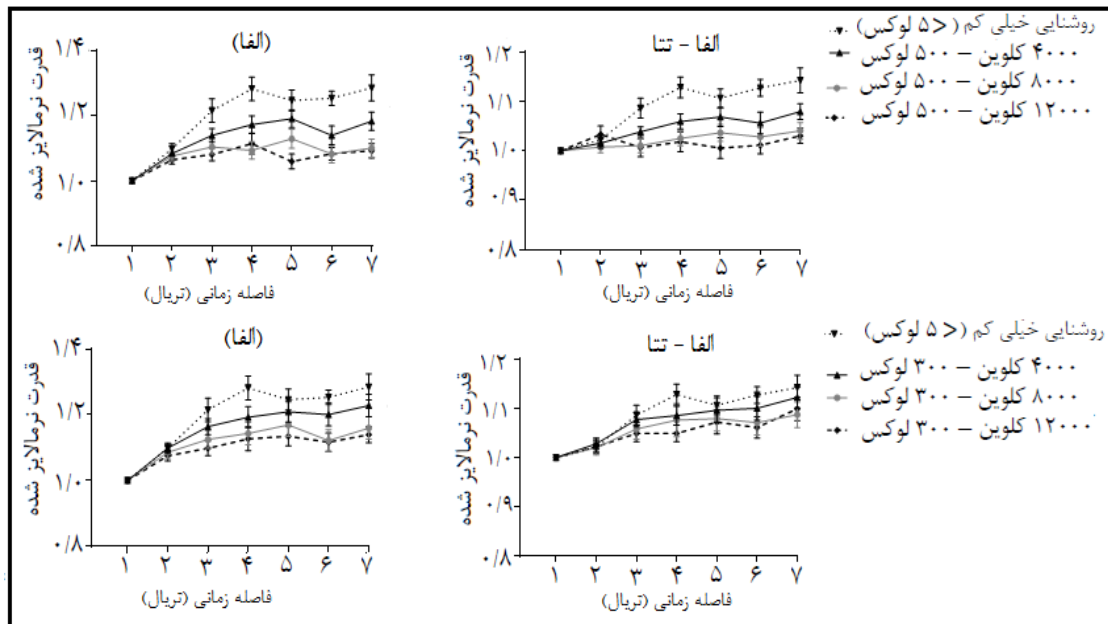 (آلفا)
قدرت نرمالایز شده
۱/۴
۱/۲
۱/۰
۰/۸
۱ ۲ ۳ ۴ ۵ ۶ ۷
فاصله زمانی (تریال)
آلفا - تتا
قدرت نرمالایز شده
۱/۲
۱/۱
۱/۰
۰/۹
۰/۸
۱ ۲ ۳ ۴ ۵ ۶ ۷
فاصله زمانی (تریال)
روشنایی خیلی کم (< ۵ لوکس)
۴۰۰۰ کلوین – ۵۰۰ لوکس
۸۰۰۰ کلوین – ۵۰۰ لوکس
۱۲۰۰۰ کلوین – ۵۰۰ لوکس
(آلفا)
قدرت نرمالایز شده
۱/۴
۱/۲
۱/۰
۰/۸
۱ ۲ ۳ ۴ ۵ ۶ ۷
فاصله زمانی (تریال)
آلفا - تتا
قدرت نرمالایز شده
۱/۲
۱/۱
۱/۰
۰/۹
۰/۸
۱ ۲ ۳ ۴ ۵ ۶ ۷
فاصله زمانی (تریال)
روشنایی خیلی کم (< ۵ لوکس)
۴۰۰۰ کلوین – ۳۰۰ لوکس
۸۰۰۰ کلوین – ۳۰۰ لوکس
۱۲۰۰۰ کلوین – ۳۰۰ لوکس